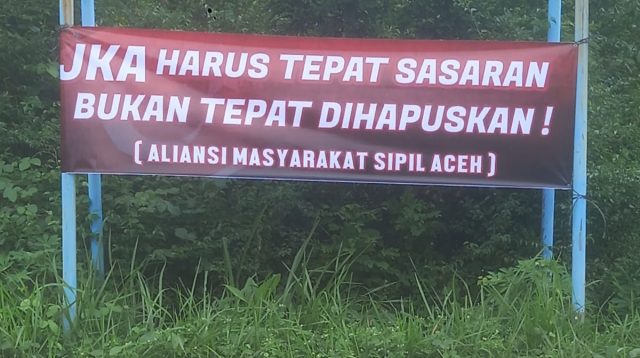 JKA HARUS TEPAT SASARAN
BUKAN TEPAT DIHAPUSKAN !
( ALIANSI MASYARAKAT SIPIL ACEH )